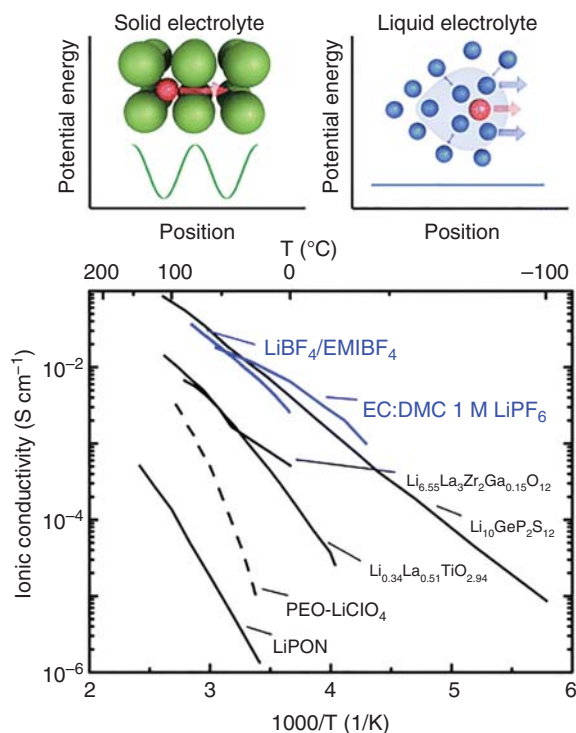 Solid electrolyte
Liquid electrolyte
Potential energy
Position
Potential energy
Position
T (°C)
200 100 0 −100
Ionic conductivity (S cm⁻¹)
10⁻²
10⁻⁴
10⁻⁶
LiBF₄/EMIBF₄
EC:DMC 1 M LiPF₆
Li₆.₅₅La₃Zr₂Ga₀.₁₅O₁₂
Li₁₀GeP₂S₁₂
Li₀.₃₄La₀.₅₁TiO₂.₉₄
PEO-LiClO₄
LiPON
2 3 4 5 6
1000/T (1/K)